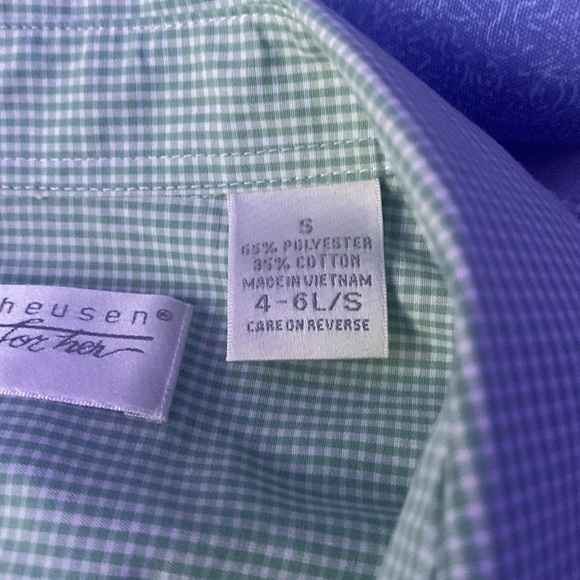 heusen®
for her
S
65% POLYESTER
35% COTTON
MADE IN VIETNAM
4-6L/S
CARE ON REVERSE